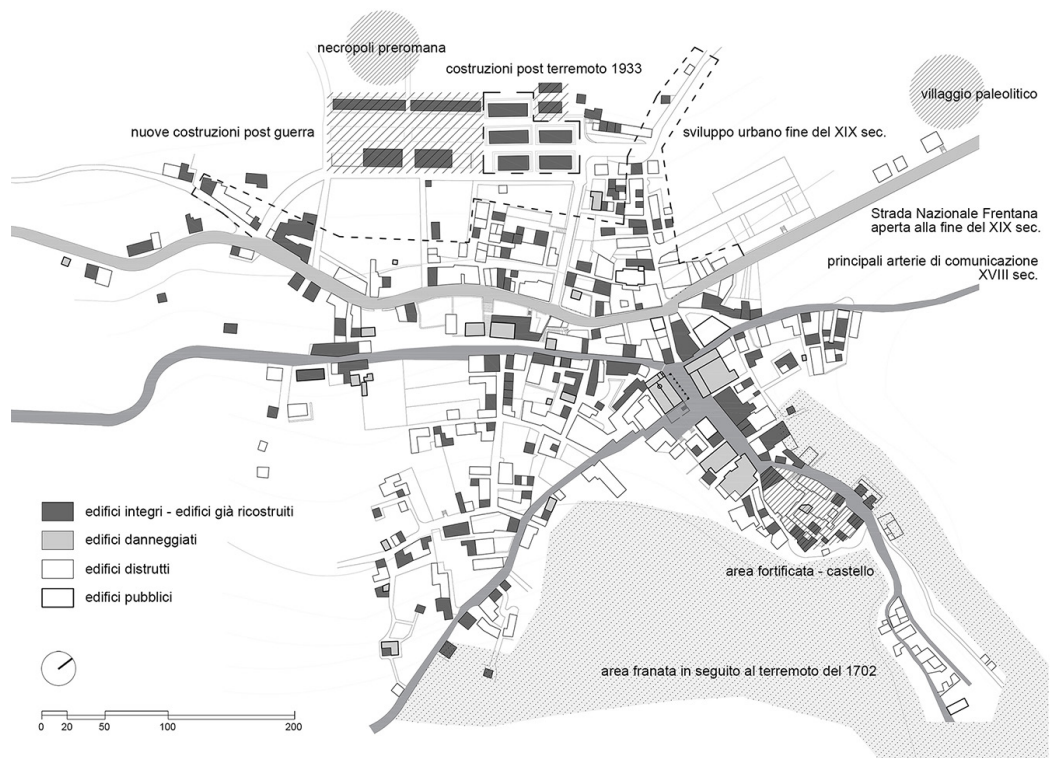 necropoli preromana
costruzioni post terremoto 1933
villaggio paleolitico
nuove costruzioni post guerra
sviluppo urbano fine del XIX sec.
Strada Nazionale Frentana
aperta alla fine del XIX sec.
principali arterie di comunicazione
XVIII sec.
edifici integri - edifici già ricostruiti
edifici danneggiati
edifici distrutti
edifici pubblici
area fortificata - castello
area franata in seguito al terremoto del 1702
0 20 50 100 200